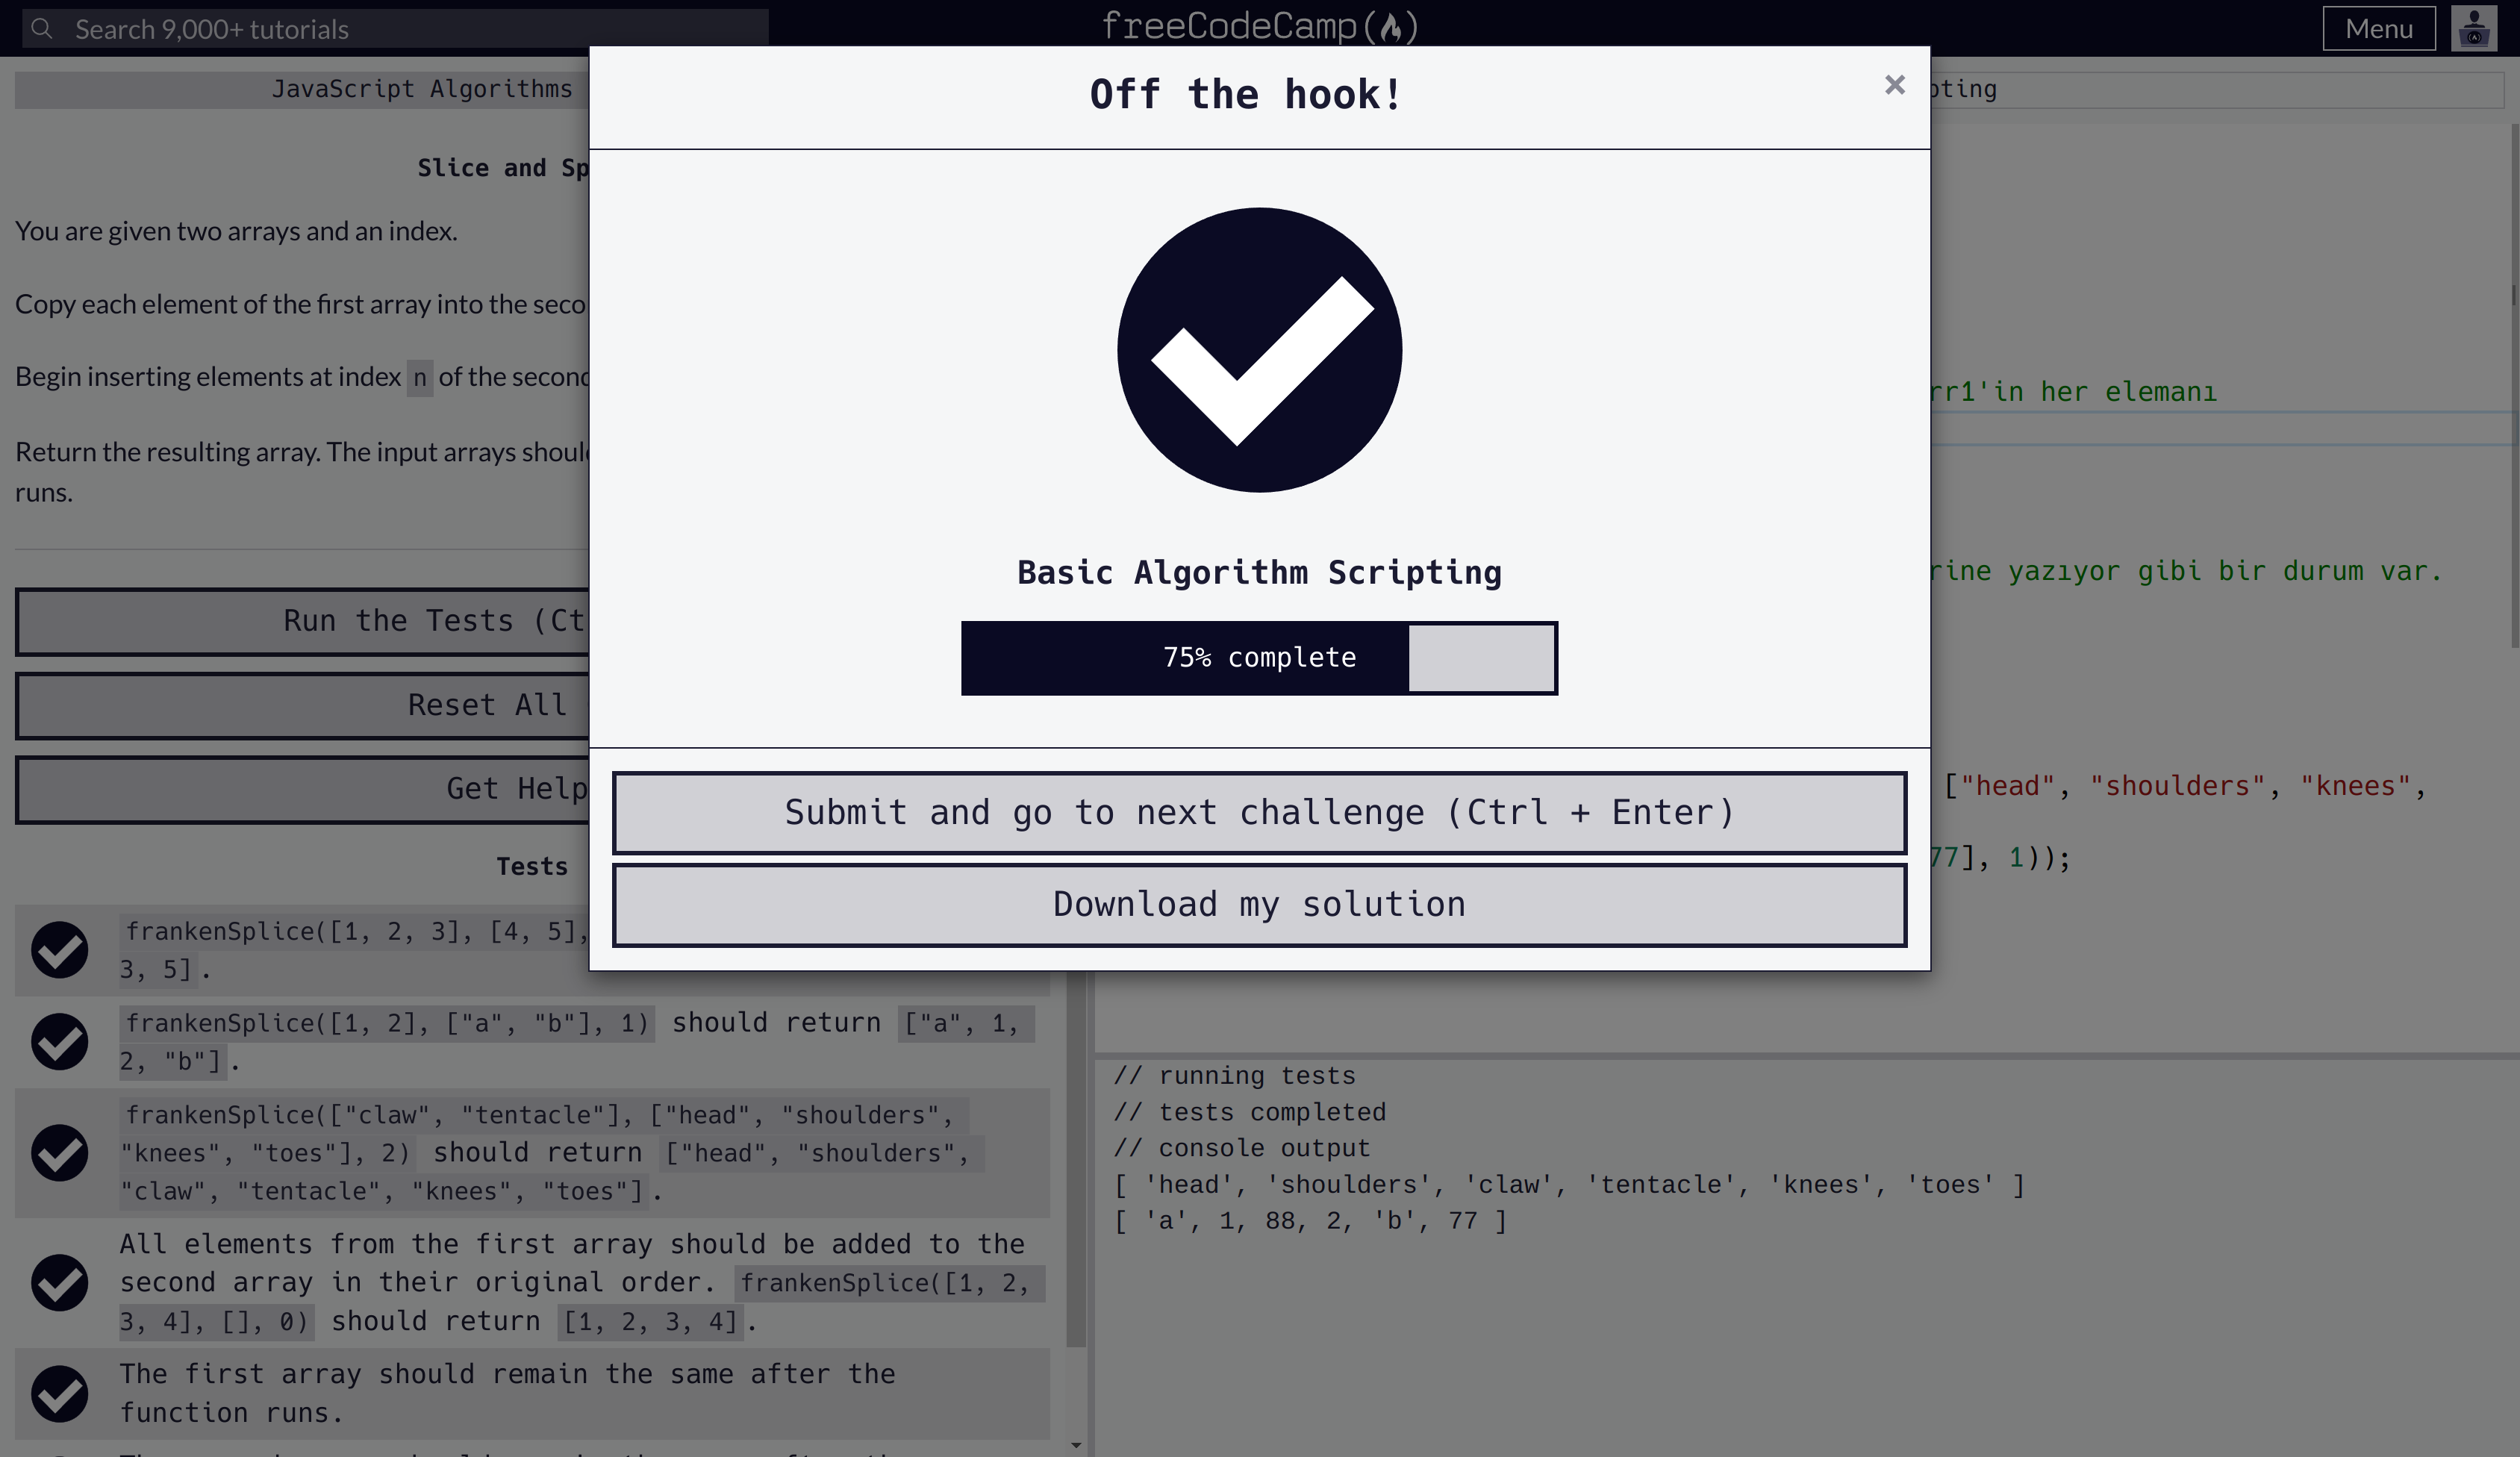 Search 9,000+ tutorials
freeCodeCamp
Menu
JavaScript Algorithms
Off the hook!
×
Slice and
You are given two arrays and an index.
Copy each element of the first array into the
Begin inserting elements at index n of the
Return the resulting array. The input arrays
runs.
Run the Tests
Reset All
Get Help
Tests
frankenSplice([1, 2, 3], [4, 5],
3, 5].
frankenSplice([1, 2], ["a", "b"], 1) should return ["a", 1,
2, "b"].
frankenSplice(["claw", "tentacle"], ["head", "shoulders",
"knees", "toes"], 2) should return ["head", "shoulders",
"claw", "tentacle", "knees", "toes"].
All elements from the first array should be added to the
second array in their original order. frankenSplice([1, 2,
3, 4], [], 0) should return [1, 2, 3, 4].
The first array should remain the same after the
function runs.
Basic Algorithm Scripting
75% complete
Submit and go to next challenge (Ctrl + Enter)
Download my solution
rr1'in her elemanı
yazıyor gibi bir durum var.
["head", "shoulders", "knees",
77], 1));
// running tests
// tests completed
// console output
[ 'head', 'shoulders', 'claw', 'tentacle', 'knees', 'toes' ]
[ 'a', 1, 88, 2, 'b', 77 ]